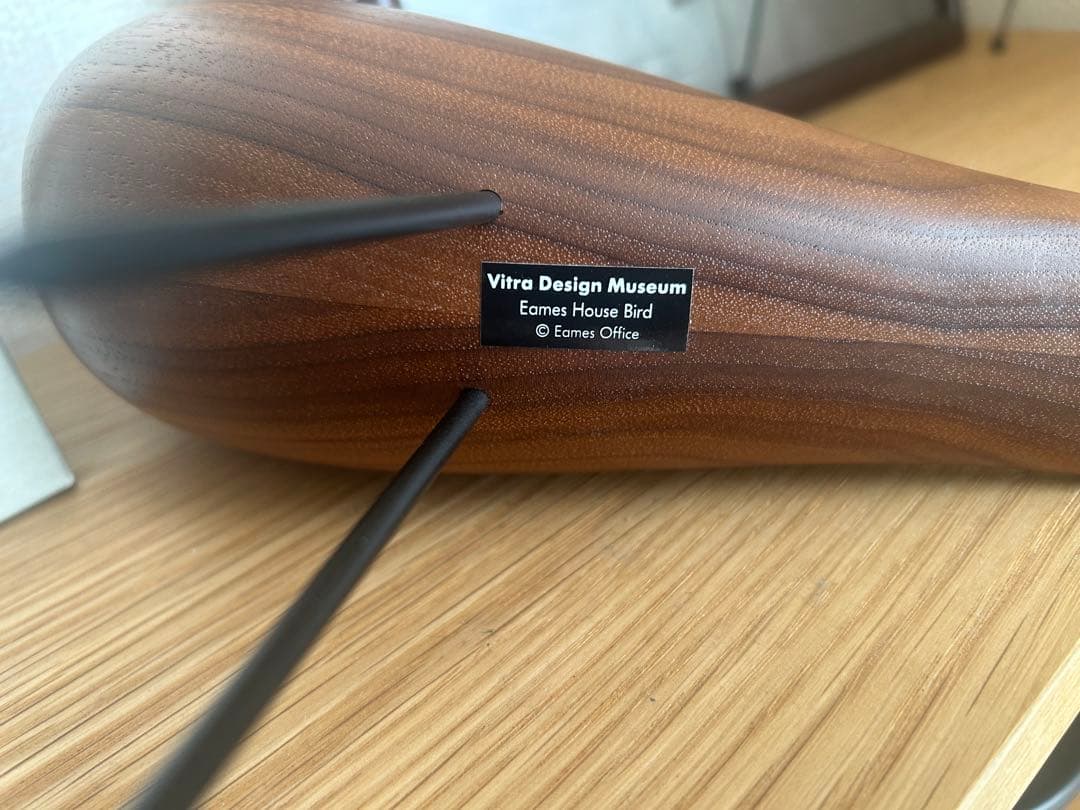 Vitra Design Museum
Eames House Bird
© Eames Office